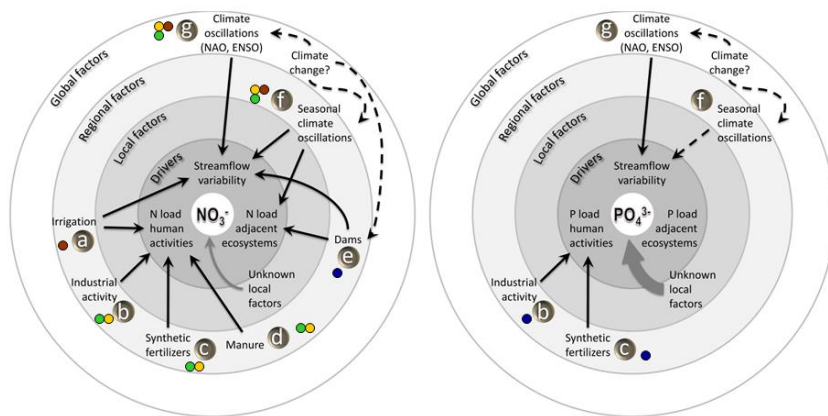 g
Climate
oscillations
(NAO, ENSO)
Climate
change?
Global factors
Regional factors
Local factors
Drivers
f
Seasonal
climate
oscillations
Streamflow
variability
NO₃⁻
N load
human
activities
N load
adjacent
ecosystems
Irrigation
a
Dams
e
Industrial
activity
b
Unknown
local
factors
Synthetic
fertilizers
c
Manure
d
g
Climate
oscillations
(NAO, ENSO)
Climate
change?
Global factors
Regional factors
Local factors
Drivers
f
Seasonal
climate
oscillations
Streamflow
variability
PO₄³⁻
P load
human
activities
P load
adjacent
ecosystems
Industrial
activity
b
Unknown
local
factors
Synthetic
fertilizers
c